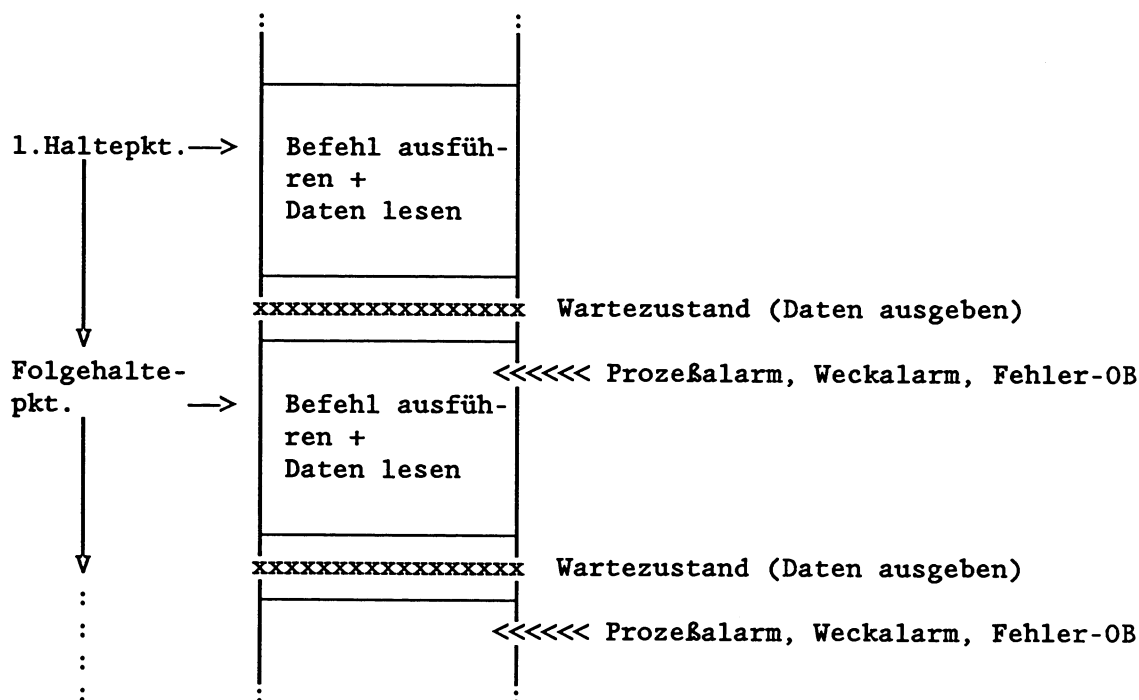 1.Haltepkt.—> Befehl ausfüh-
ren +
Daten lesen
xxxxxxxxxxxxxxxxx Wartezustand (Daten ausgeben)
Folgehalte- <<<<<< Prozeßalarm, Weckalarm, Fehler-OB
pkt. —> Befehl ausfüh-
ren +
Daten lesen
xxxxxxxxxxxxxxxxx Wartezustand (Daten ausgeben)
<<<<<< Prozeßalarm, Weckalarm, Fehler-OB